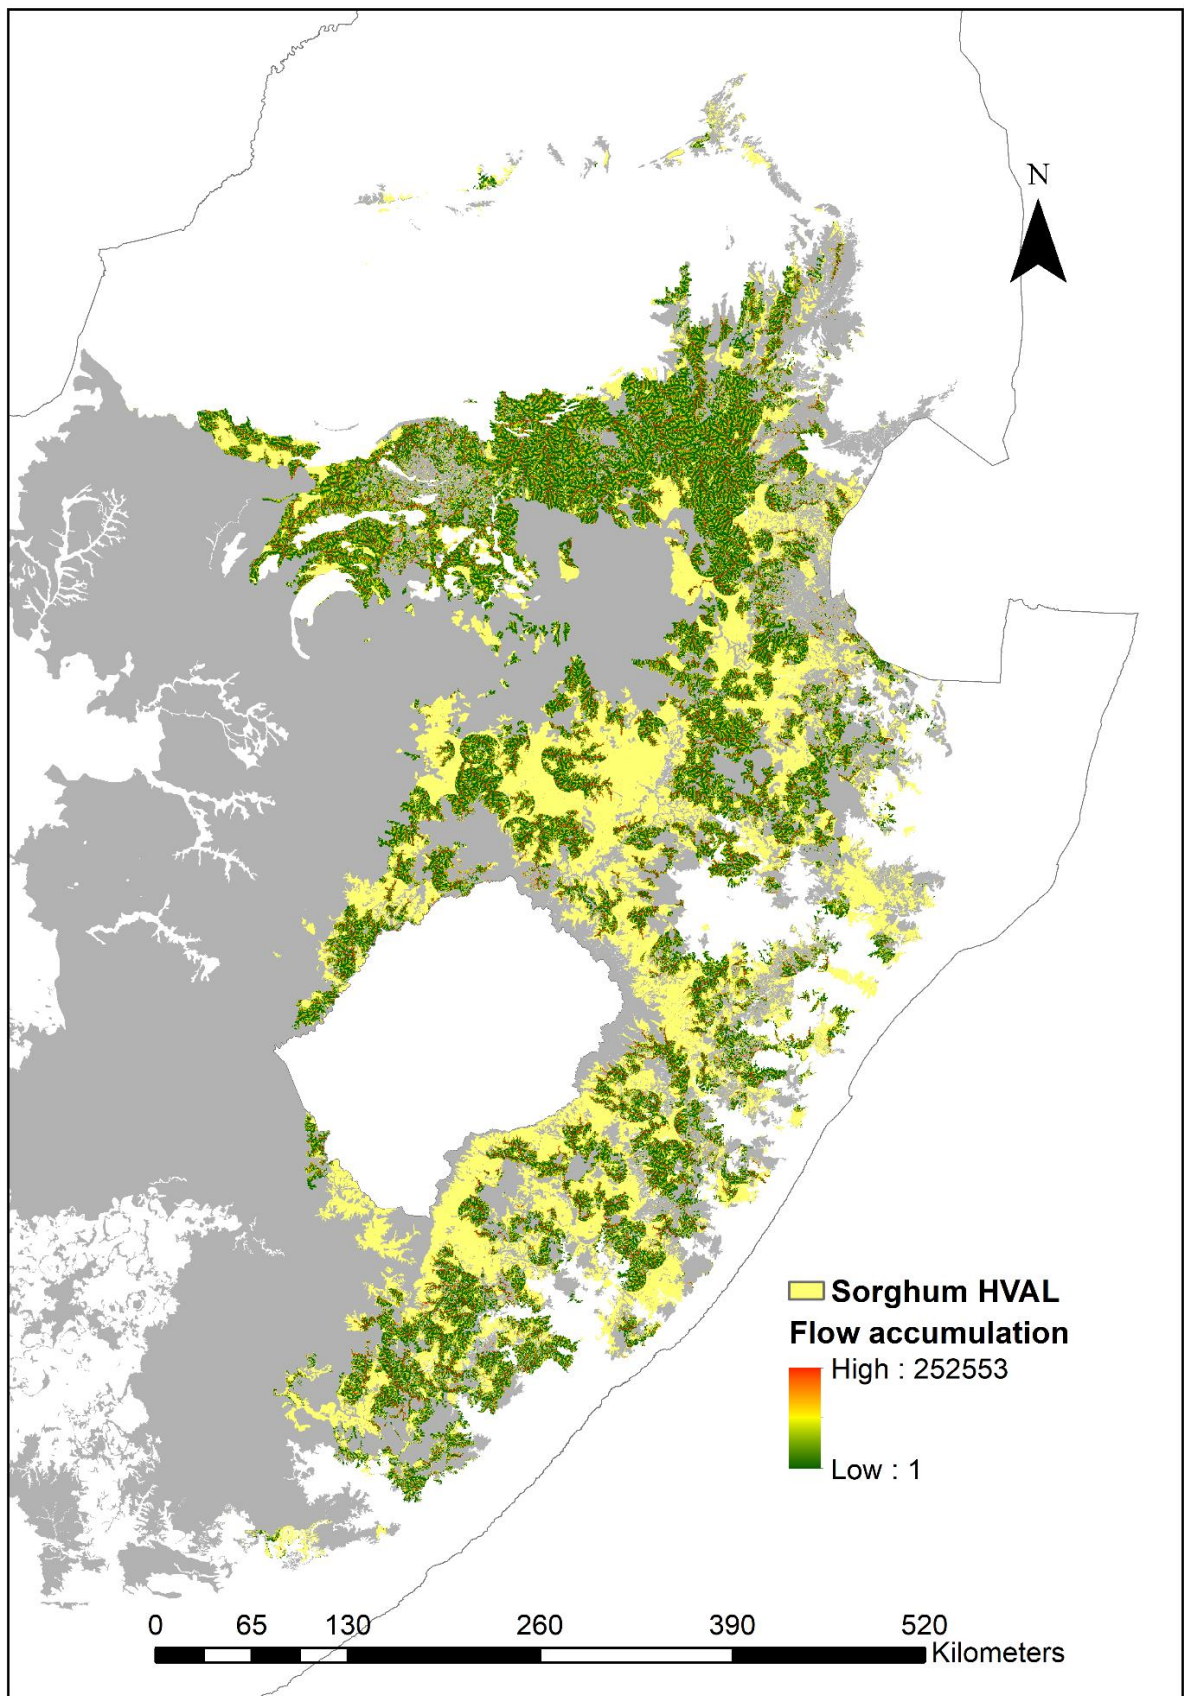 N
Sorghum HVAL
Flow accumulation
High : 252553
Low : 1
0 65 130 260 390 520
Kilometers